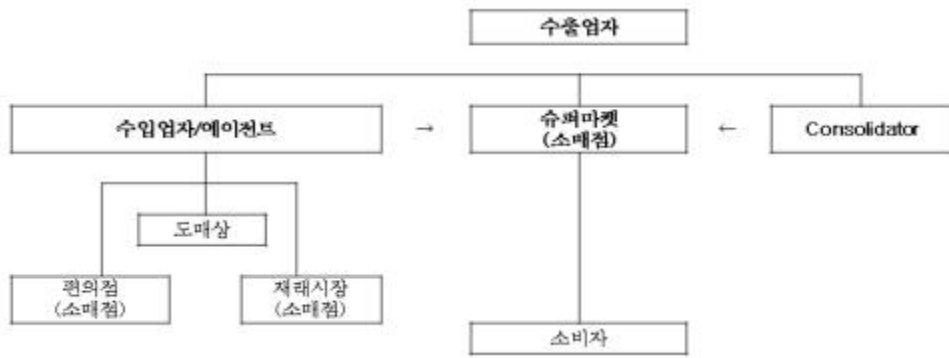 수출업자
수입업자/에이전트
→
슈퍼마켓
(소매점)
←
Consolidator
도매상
편의점
(소매점)
재래시장
(소매점)
소비자